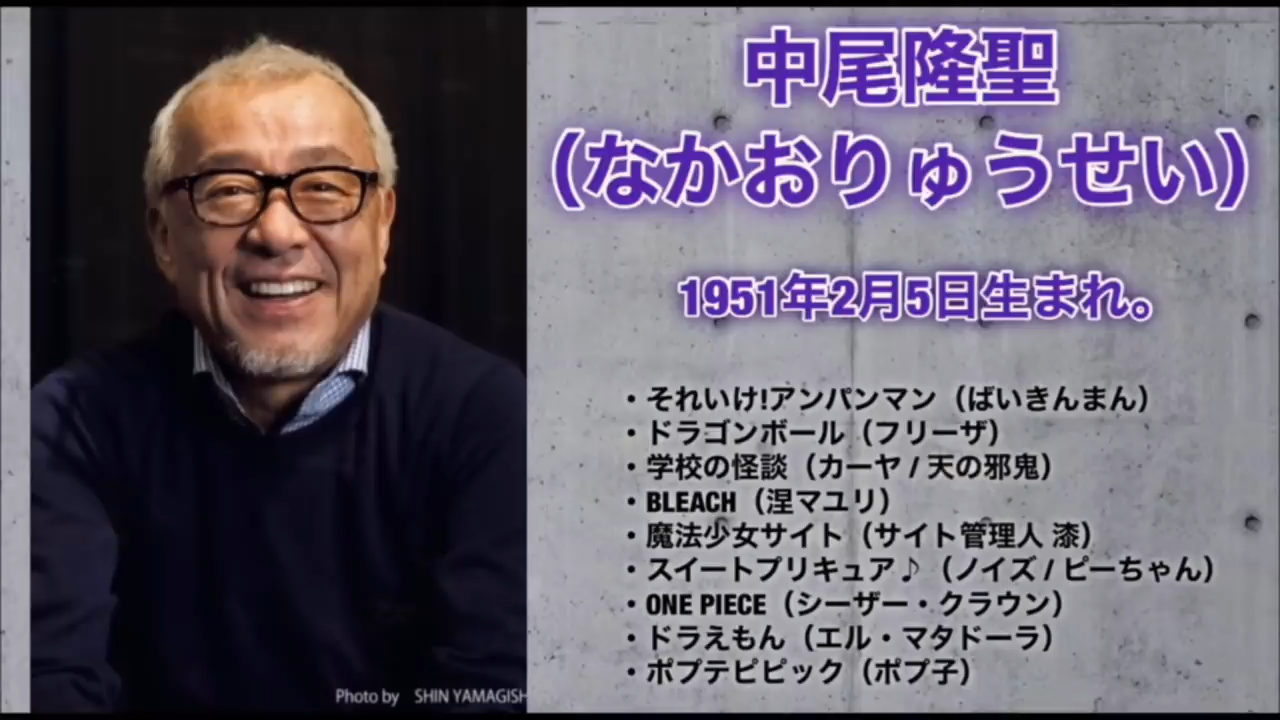 中尾隆聖
（なかおりゅうせい）
1951年2月5日生まれ。
・それいけ!アンパンマン（ばいきんまん）
・ドラゴンボール（フリーザ）
・学校の怪談（カーヤ / 天の邪鬼）
・BLEACH（涅マユリ）
・魔法少女サイト（サイト管理人 漆）
・スイートプリキュア♪（ノイズ / ピーちゃん）
・ONE PIECE（シーザー・クラウン）
・ドラえもん（エル・マタドーラ）
・ポプテピピック（ポプ子）
Photo by SHIN YAMAGISH